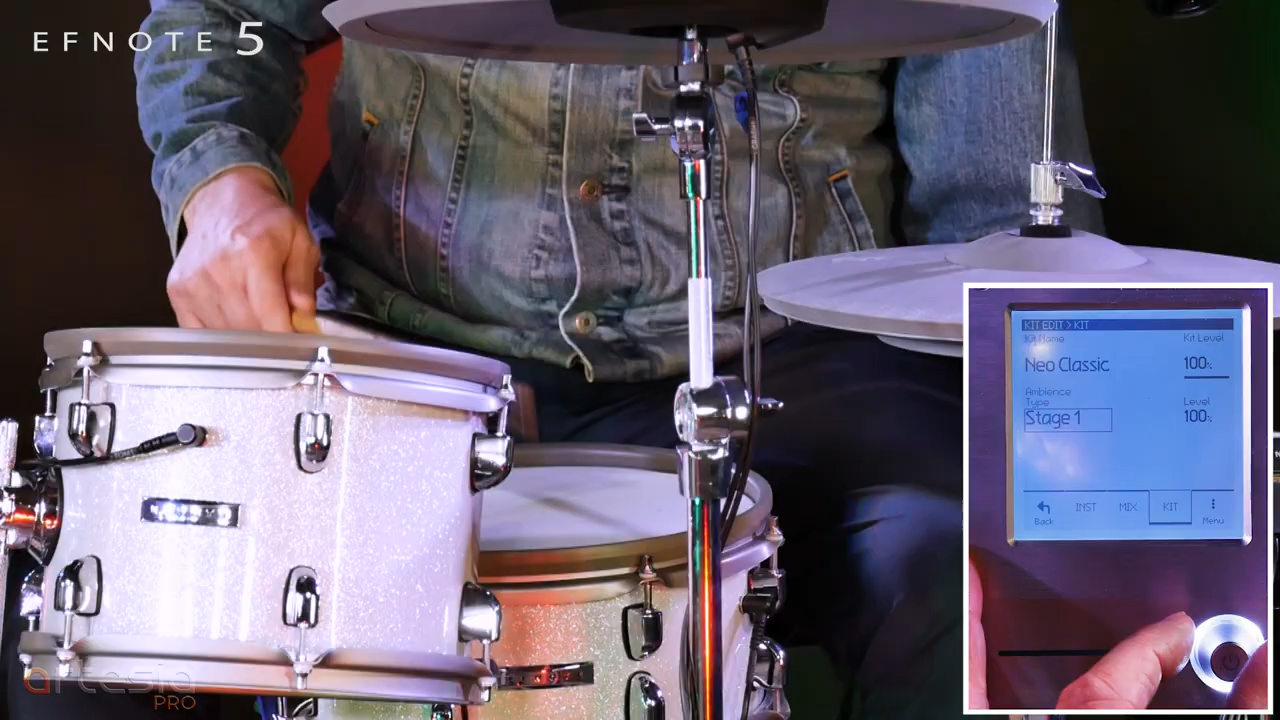 EFNOTE 5
KIT EDIT > KIT
Kit Name
Kit Level
Neo Classic
100%
Ambience
Type
Level
Stage 1
100%
Back
INST
MIX
KIT
Menu
artesia
PRO